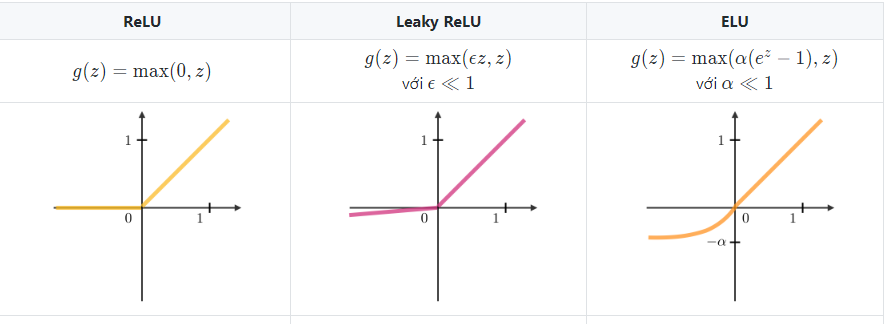 ReLU Leaky ReLU ELU
g(z) = max(0, z)
g(z) = max(ϵz, z)
với ϵ ≪ 1
g(z) = max(α(e^z − 1), z)
với α ≪ 1
1
0
1
1
0
1
1
0
1
−α